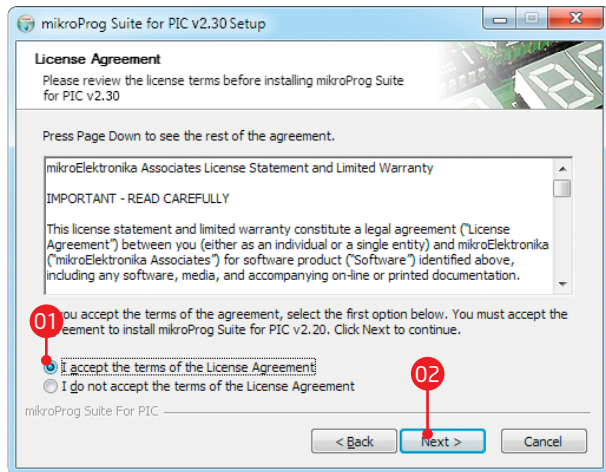 mikroProg Suite for PIC v2.30 Setup
License Agreement
Please review the license terms before installing mikroProg Suite
for PIC v2.30
Press Page Down to see the rest of the agreement.
mikroElektronika Associates License Statement and Limited Warranty
IMPORTANT - READ CAREFULLY
This license statement and limited warranty constitute a legal agreement ("License
Agreement") between you (either as an individual or a single entity) and mikroElektronika
("mikroElektronika Associates") for software product ("Software") identified above,
including any software, media, and accompanying on-line or printed documentation.
you accept the terms of the agreement, select the first option below. You must accept the
to install mikroProg Suite for PIC v2.20. Click Next to continue.
01
I accept the terms of the License Agreement
I do not accept the terms of the License Agreement
02
mikroProg Suite For PIC
< Back
Next >
Cancel